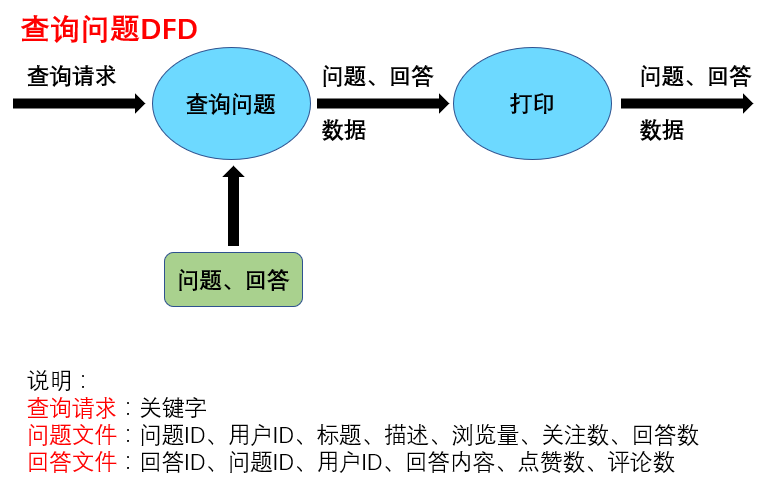 查询问题DFD
查询请求
查询问题
问题、回答
数据
打印
问题、回答
数据
问题、回答
说明：
查询请求：关键字
问题文件：问题ID、用户ID、标题、描述、浏览量、关注数、回答数
回答文件：回答ID、问题ID、用户ID、回答内容、点赞数、评论数